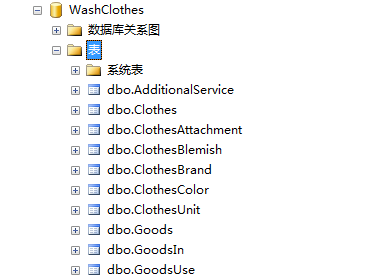 WashClothes
数据库关系图
表
系统表
dbo.AdditionalService
dbo.Clothes
dbo.ClothesAttachment
dbo.ClothesBlemish
dbo.ClothesBrand
dbo.ClothesColor
dbo.ClothesUnit
dbo.Goods
dbo.GoodsIn
dbo.GoodsUse